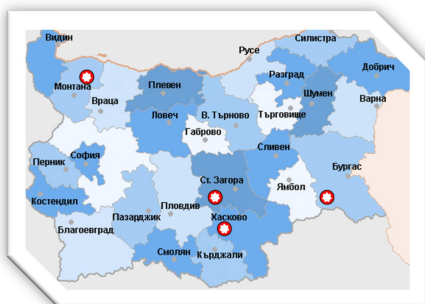 Видин
Силистра
Русе
Добрич
Монтана
Плевен
Разград
Шумен
Враца
Варна
Ловеч
В. Търново
Търговище
Габрово
Перник
София
Сливен
Бургас
Ст. Загора
Ямбол
Костендил
Пазарджик
Пловдив
Хасково
Благоевград
Смолян
Кърджали